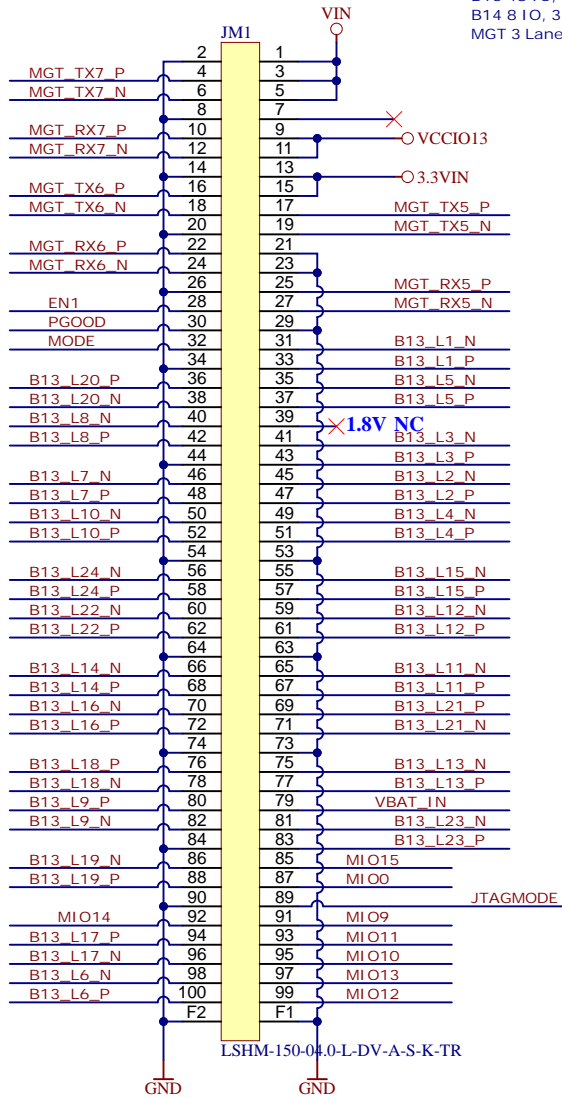 VIN
B14 8 IO, 3
MGT 3 Lane
JM1
2 1
MGT_TX7_P 4 3
MGT_TX7_N 6 5
8 7
MGT_RX7_P 10 9 VCCIO13
MGT_RX7_N 12 11
14 13 3.3VIN
MGT_TX6_P 16 15
MGT_TX6_N 18 17 MGT_TX5_P
20 19 MGT_TX5_N
MGT_RX6_P 22 21
MGT_RX6_N 24 23
26 25 MGT_RX5_P
EN1 28 27 MGT_RX5_N
PGOOD 30 29
MODE 32 31 B13_L1_N
34 33 B13_L1_P
B13_L20_P 36 35 B13_L5_N
B13_L20_N 38 37 B13_L5_P
B13_L8_N 40 39 1.8V NC
B13_L8_P 42 41 B13_L3_N
44 43 B13_L3_P
B13_L7_N 46 45 B13_L2_N
B13_L7_P 48 47 B13_L2_P
B13_L10_N 50 49 B13_L4_N
B13_L10_P 52 51 B13_L4_P
54 53
B13_L24_N 56 55 B13_L15_N
B13_L24_P 58 57 B13_L15_P
B13_L22_N 60 59 B13_L12_N
B13_L22_P 62 61 B13_L12_P
64 63
B13_L14_N 66 65 B13_L11_N
B13_L14_P 68 67 B13_L11_P
B13_L16_N 70 69 B13_L21_P
B13_L16_P 72 71 B13_L21_N
74 73
B13_L18_P 76 75 B13_L13_N
B13_L18_N 78 77 B13_L13_P
B13_L9_P 80 79 VBAT_IN
B13_L9_N 82 81 B13_L23_N
84 83 B13_L23_P
B13_L19_N 86 85 MIO15
B13_L19_P 88 87 MIO0
90 89 JTAGMODE
MIO14 92 91 MIO9
B13_L17_P 94 93 MIO11
B13_L17_N 96 95 MIO10
B13_L6_N 98 97 MIO13
B13_L6_P 100 99 MIO12
F2 F1
LSHM-150-04.0-L-DV-A-S-K-TR
GND GND